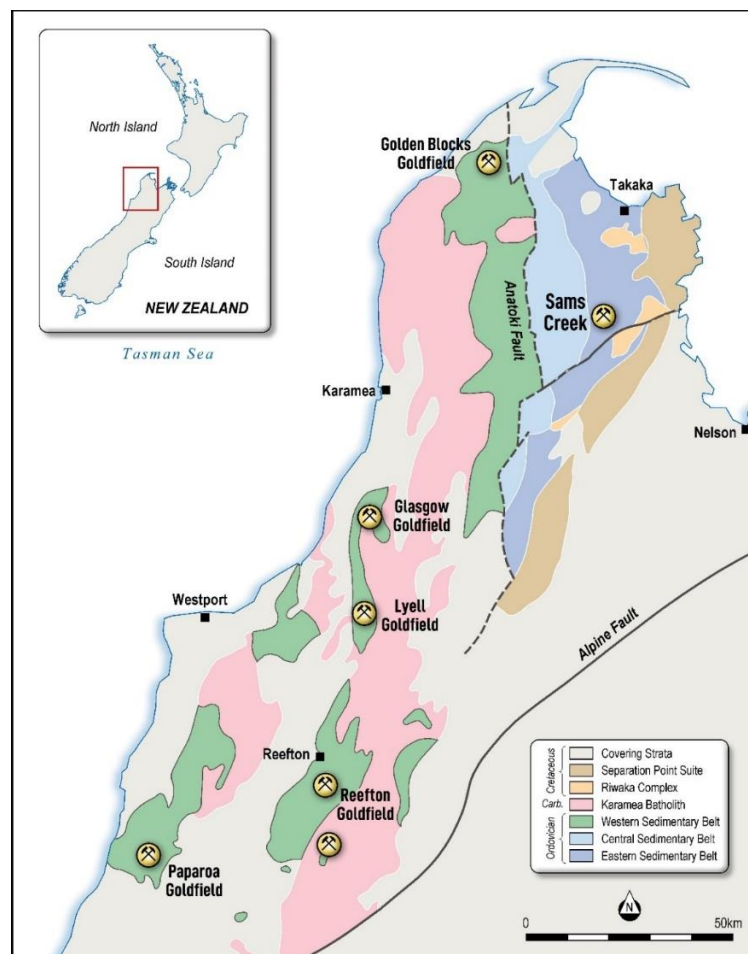 North Island
South Island
NEW ZEALAND
Tasman Sea
Golden Blocks
Goldfield
Takaka
Anatoki Fault
Sams
Creek
Karamea
Nelson
Glasgow
Goldfield
Westport
Lyell
Goldfield
Alpine Fault
Reefton
Reefton
Goldfield
Paparoa
Goldfield
Cretaceous
Covering Strata
Separation Point Suite
Riwaka Complex
Carb.
Karamea Batholith
Ordovician
Western Sedimentary Belt
Central Sedimentary Belt
Eastern Sedimentary Belt
N
0
50km